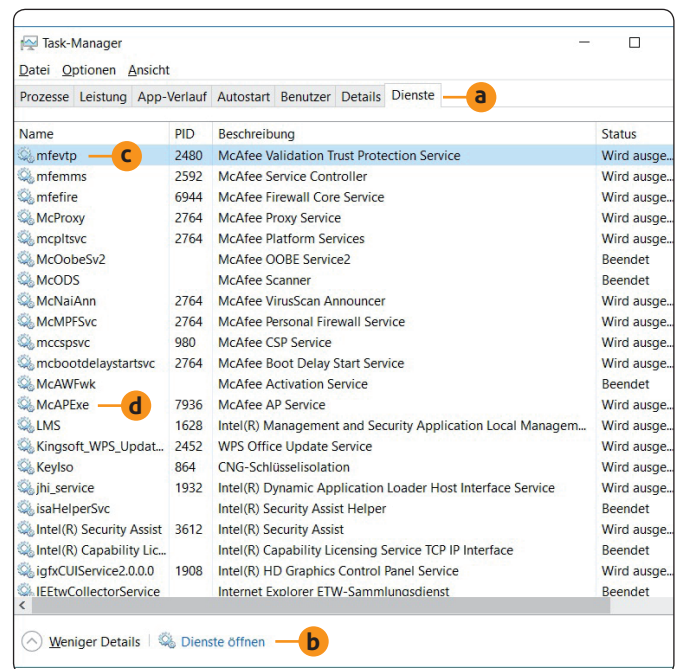 Task-Manager
Datei Optionen Ansicht
Prozesse Leistung App-Verlauf Autostart Benutzer Details Dienste a
Name PID Beschreibung Status
mfevtp c 2480 McAfee Validation Trust Protection Service Wird ausge...
mfemms 2592 McAfee Service Controller Wird ausge...
mfefire 6944 McAfee Firewall Core Service Wird ausge...
McProxy 2764 McAfee Proxy Service Wird ausge...
mcpltsvc 2764 McAfee Platform Services Wird ausge...
McOobeSv2 McAfee OOBE Service2 Beendet
McODS McAfee Scanner Beendet
McNaiAnn 2764 McAfee VirusScan Announcer Wird ausge...
McMPFSvc 2764 McAfee Personal Firewall Service Wird ausge...
mccspsvc 980 McAfee CSP Service Wird ausge...
mcbootdelaystartsvc 2764 McAfee Boot Delay Start Service Wird ausge...
McAWFwk McAfee Activation Service Beendet
McAPExe d 7936 McAfee AP Service Wird ausge...
LMS 1628 Intel(R) Management and Security Application Local Managem... Wird ausge...
Kingsoft_WPS_Updat... 2452 WPS Office Update Service Wird ausge...
KeyIso 864 CNG-Schlüsselisolation Wird ausge...
jhi_service 1932 Intel(R) Dynamic Application Loader Host Interface Service Wird ausge...
isaHelperSvc Intel(R) Security Assist Helper Beendet
Intel(R) Security Assist 3612 Intel(R) Security Assist Wird ausge...
Intel(R) Capability Lic... Intel(R) Capability Licensing Service TCP IP Interface Beendet
igfxCUIService2.0.0.0 1908 Intel(R) HD Graphics Control Panel Service Wird ausge...
IEEtwCollectorService Internet Explorer ETW-Sammlungsdienst Beendet
Weniger Details Dienste öffnen b